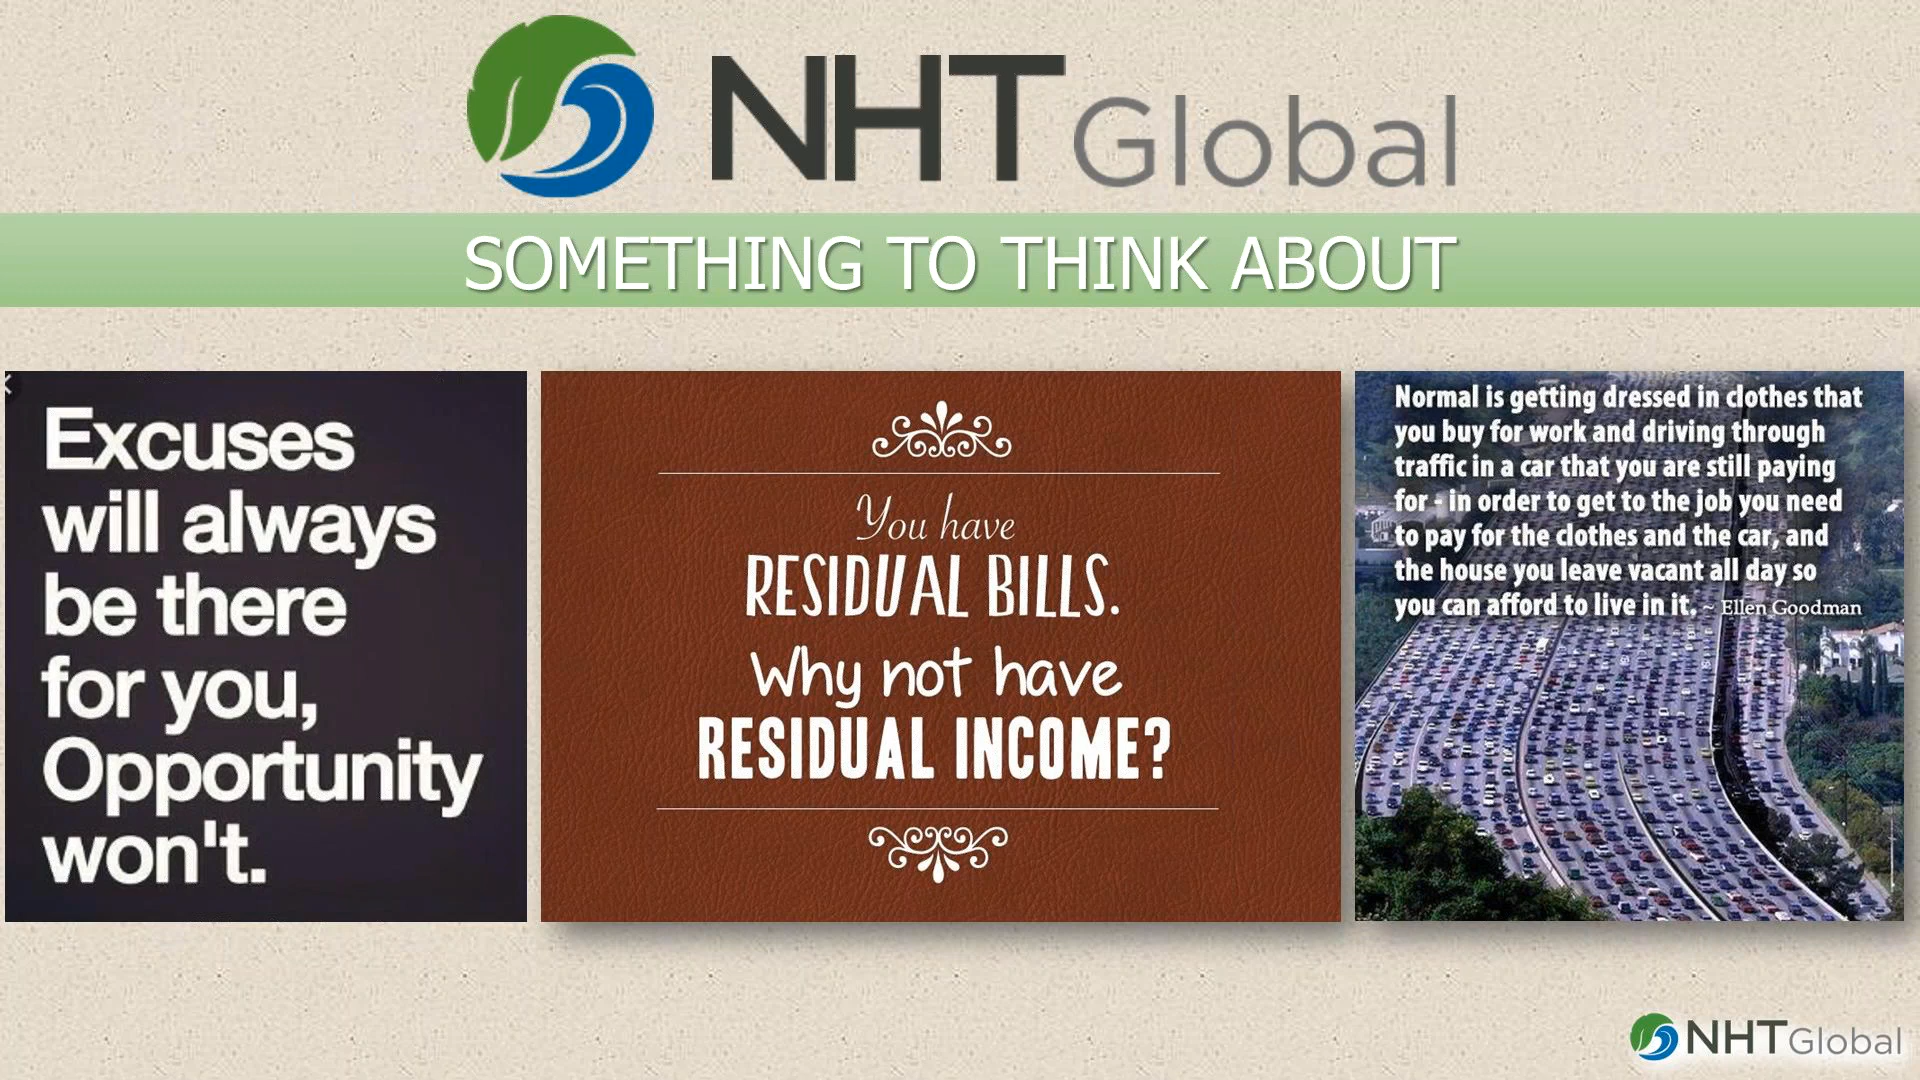 NHT Global
SOMETHING TO THINK ABOUT
Excuses
will always
be there
for you,
Opportunity
won't.
You have
RESIDUAL BILLS.
Why not have
RESIDUAL INCOME?
Normal is getting dressed in clothes that
you buy for work and driving through
traffic in a car that you are still paying
for - in order to get to the job you need
to pay for the clothes and the car, and
the house you leave vacant all day so
you can afford to live in it. ~ Ellen Goodman
NHT Global